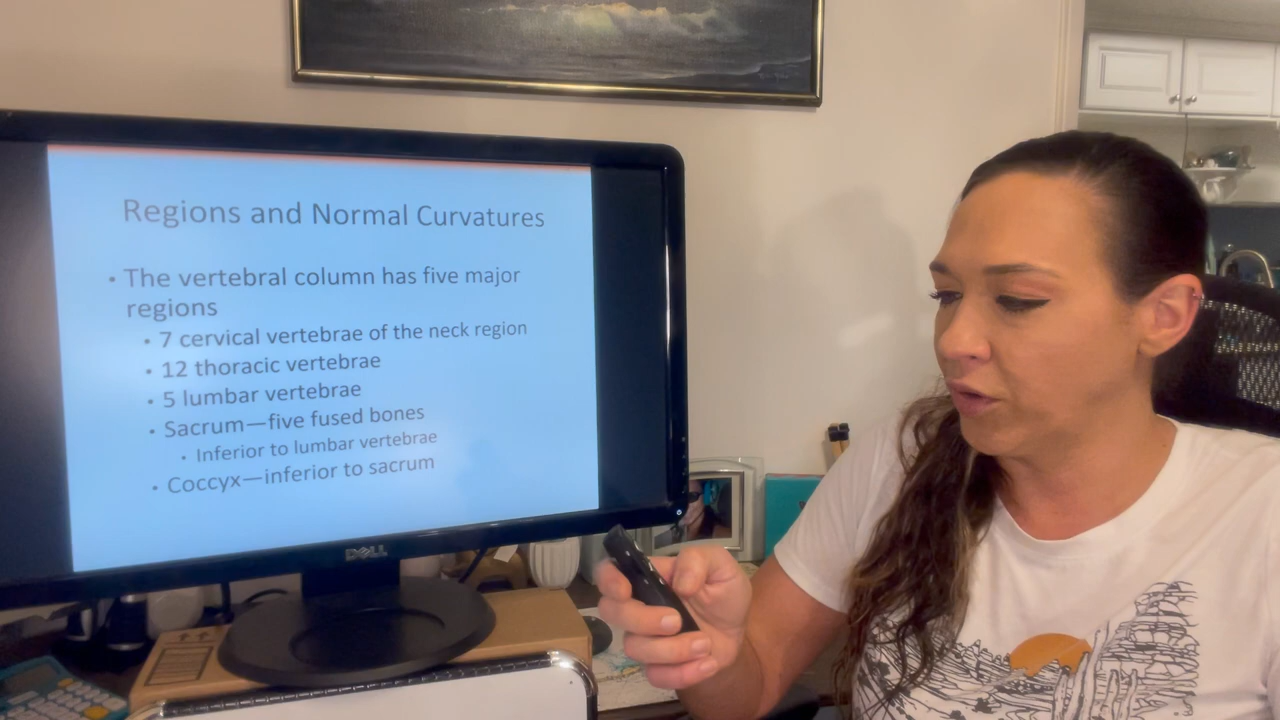 Regions and Normal Curvatures
• The vertebral column has five major
regions
• 7 cervical vertebrae of the neck region
• 12 thoracic vertebrae
• 5 lumbar vertebrae
• Sacrum—five fused bones
• Inferior to lumbar vertebrae
• Coccyx—inferior to sacrum
DELL